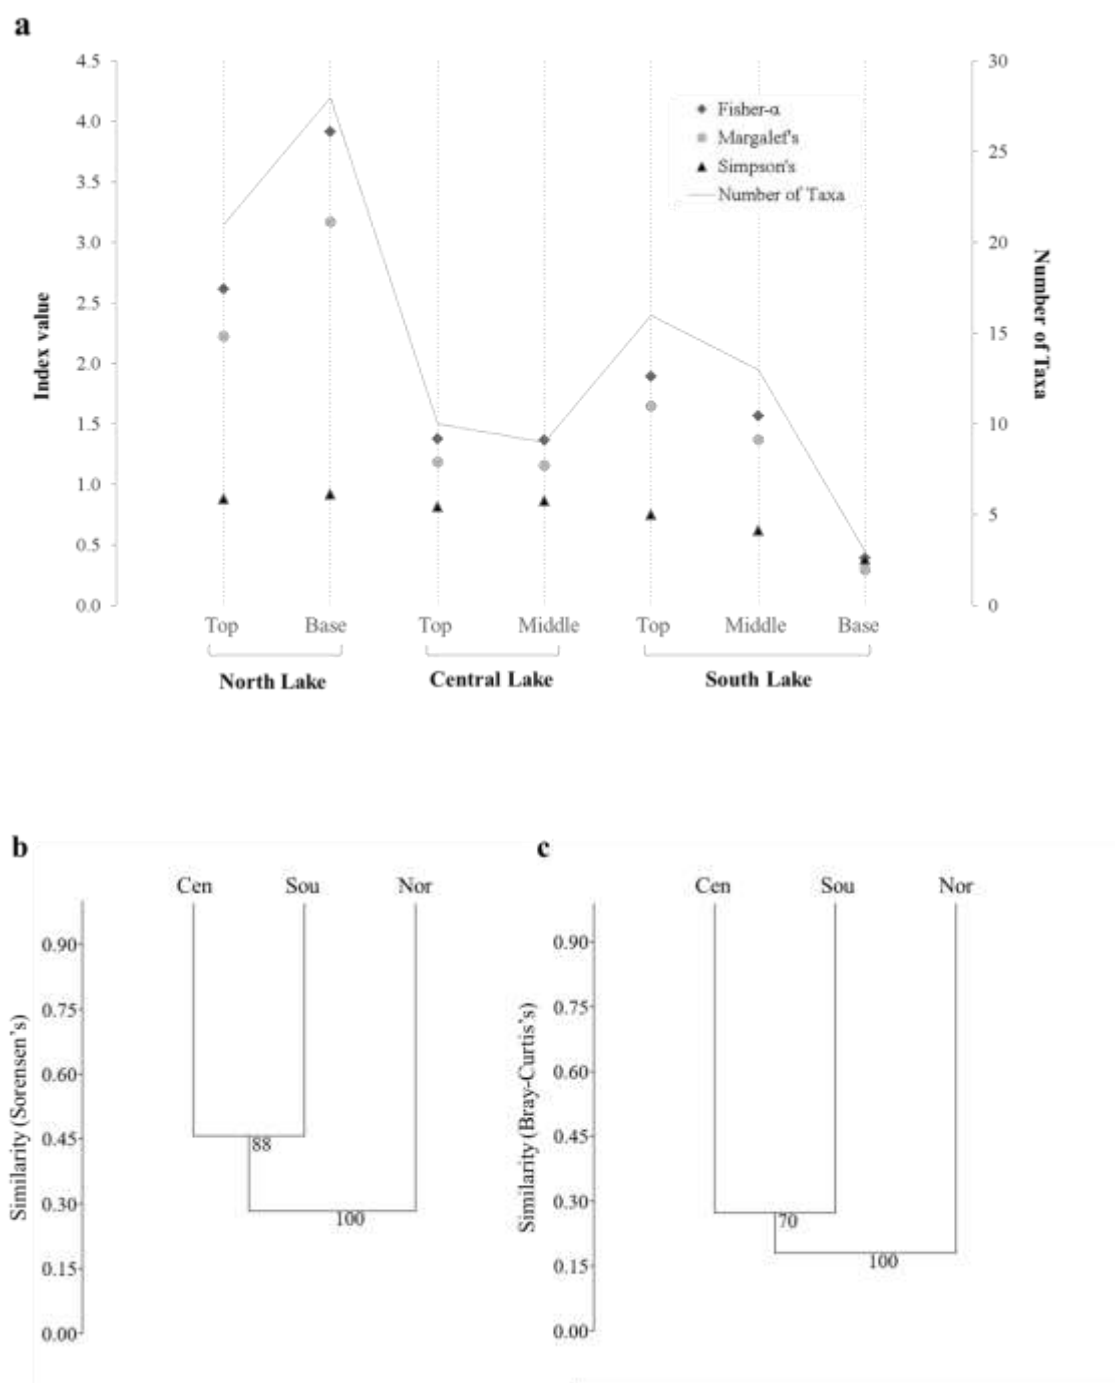 a
4.5
4.0
3.5
3.0
2.5
2.0
1.5
1.0
0.5
0.0
Index value
30
25
20
15
10
5
0
Number of Taxa
Fisher-α
Margalef's
Simpson's
Number of Taxa
Top Base Top Middle Top Middle Base
North Lake Central Lake South Lake
b
Cen Sou Nor
0.90
0.75
0.60
0.45
0.30
0.15
0.00
Similarity (Sorensen's)
88
100
c
Cen Sou Nor
0.90
0.75
0.60
0.45
0.30
0.15
0.00
Similarity (Bray-Curtis's)
70
100